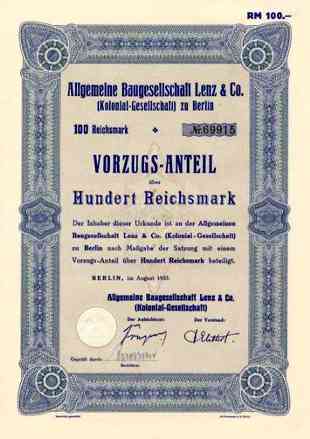 RM 100.–
Allgemeine Baugesellschaft Lenz & Co.
(Kolonial-Gesellschaft) zu Berlin
100 Reichsmark
№ 69915
VORZUGS-ANTEIL
über
Hundert Reichsmark
Der Inhaber dieser Urkunde ist an der Allgemeinen
Baugesellschaft Lenz & Co. (Kolonial-Gesellschaft)
zu Berlin nach Maßgabe der Satzung mit einem
Vorzugs-Anteil über Hundert Reichsmark beteiligt.
BERLIN, im August 1933.
Allgemeine Baugesellschaft Lenz & Co.
(Kolonial-Gesellschaft)
Der Aufsichtsrat: Der Vorstand:
Geprüft durch: